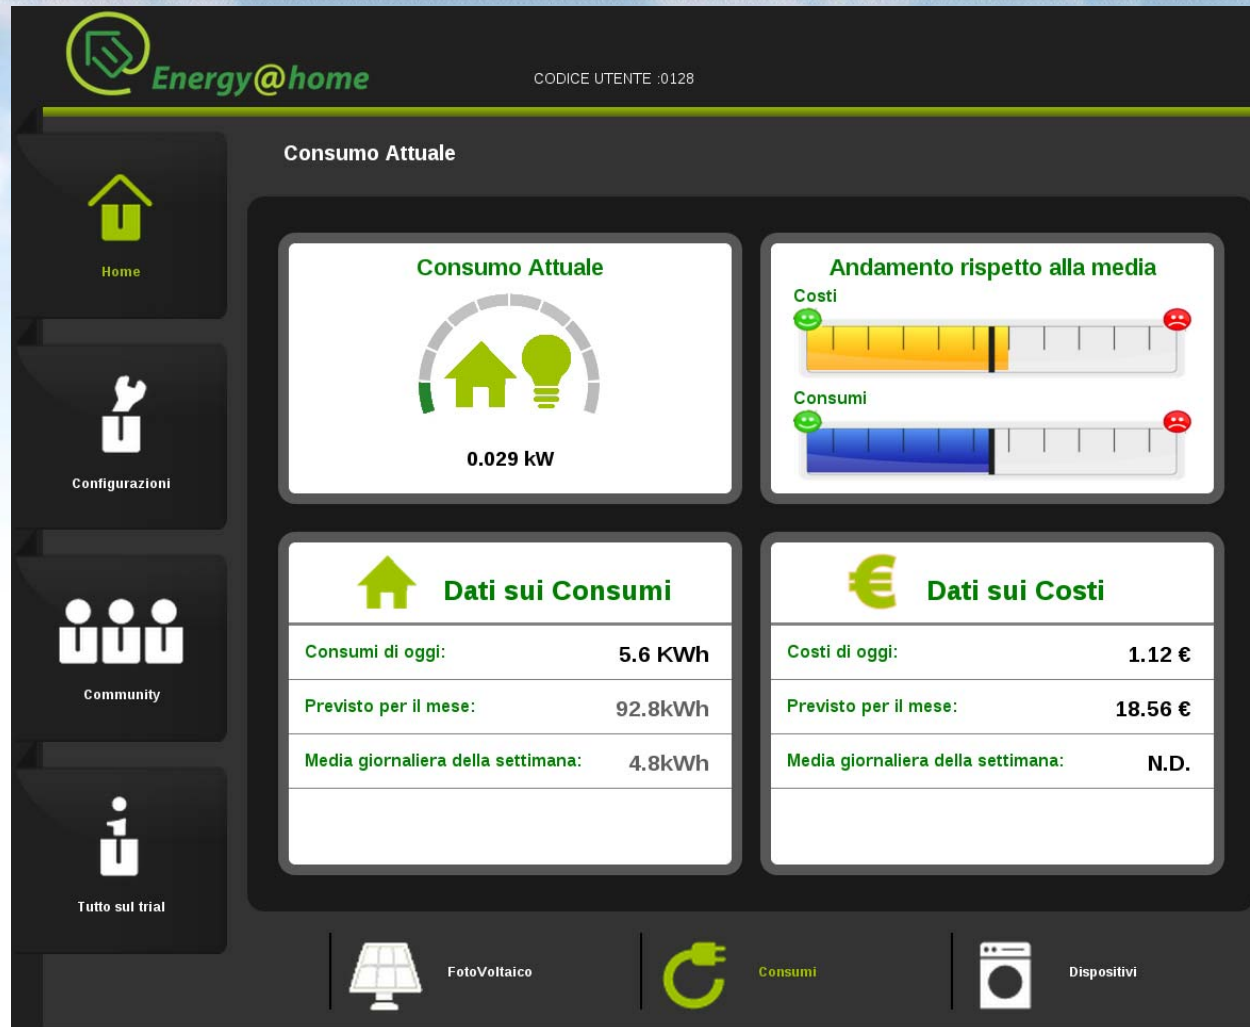 Energy@home
CODICE UTENTE :0128
Consumo Attuale
Home
Configurazioni
Community
Tutto sul trial
Consumo Attuale
0.029 kW
Andamento rispetto alla media
Costi
Consumi
Dati sui Consumi
Consumi di oggi: 5.6 KWh
Previsto per il mese: 92.8kWh
Media giornaliera della settimana: 4.8kWh
Dati sui Costi
Costi di oggi: 1.12 €
Previsto per il mese: 18.56 €
Media giornaliera della settimana: N.D.
FotoVoltaico
Consumi
Dispositivi